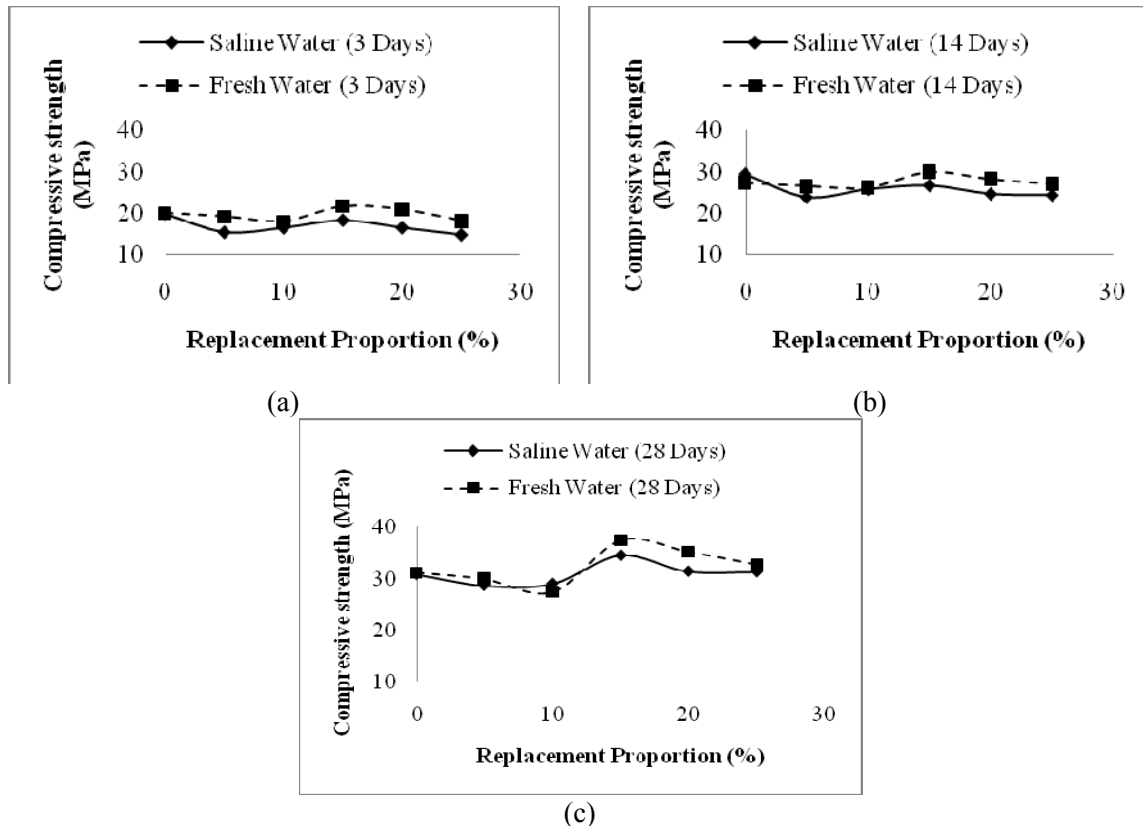 Saline Water (3 Days)
Fresh Water (3 Days)
Compressive strength
(MPa)
40
30
20
10
0 10 20 30
Replacement Proportion (%)
(a)
Saline Water (14 Days)
Fresh Water (14 Days)
Compressive strength
(MPa)
40
30
20
10
0 10 20 30
Replacement Proportion (%)
(b)
Saline Water (28 Days)
Fresh Water (28 Days)
Compressive strength (MPa)
40
30
20
10
0 10 20 30
Replacement Proportion (%)
(c)